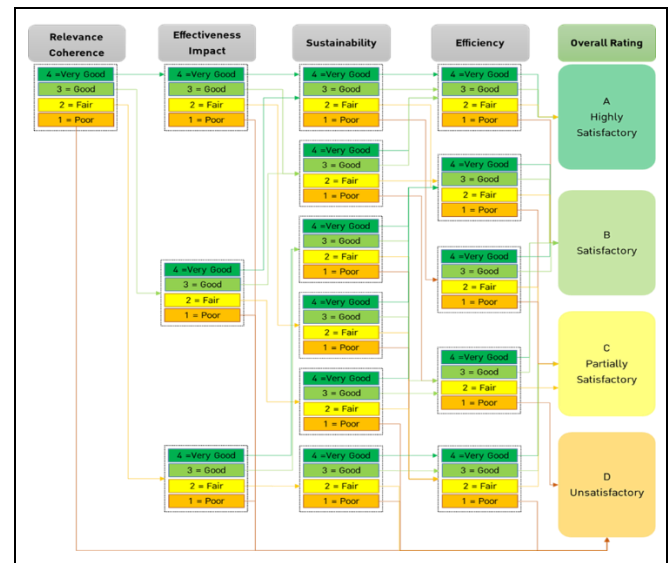 Relevance
Coherence
Effectiveness
Impact
Sustainability
Efficiency
Overall Rating
4 =Very Good
3 = Good
2 = Fair
1 = Poor
4 =Very Good
3 = Good
2 = Fair
1 = Poor
4 =Very Good
3 = Good
2 = Fair
1 = Poor
4 =Very Good
3 = Good
2 = Fair
1 = Poor
4 =Very Good
3 = Good
2 = Fair
1 = Poor
4 =Very Good
3 = Good
2 = Fair
1 = Poor
4 =Very Good
3 = Good
2 = Fair
1 = Poor
4 =Very Good
3 = Good
2 = Fair
1 = Poor
4 =Very Good
3 = Good
2 = Fair
1 = Poor
4 =Very Good
3 = Good
2 = Fair
1 = Poor
4 =Very Good
3 = Good
2 = Fair
1 = Poor
4 =Very Good
3 = Good
2 = Fair
1 = Poor
4 =Very Good
3 = Good
2 = Fair
1 = Poor
4 =Very Good
3 = Good
2 = Fair
1 = Poor
4 =Very Good
3 = Good
2 = Fair
1 = Poor
A
Highly
Satisfactory
B
Satisfactory
C
Partially
Satisfactory
D
Unsatisfactory